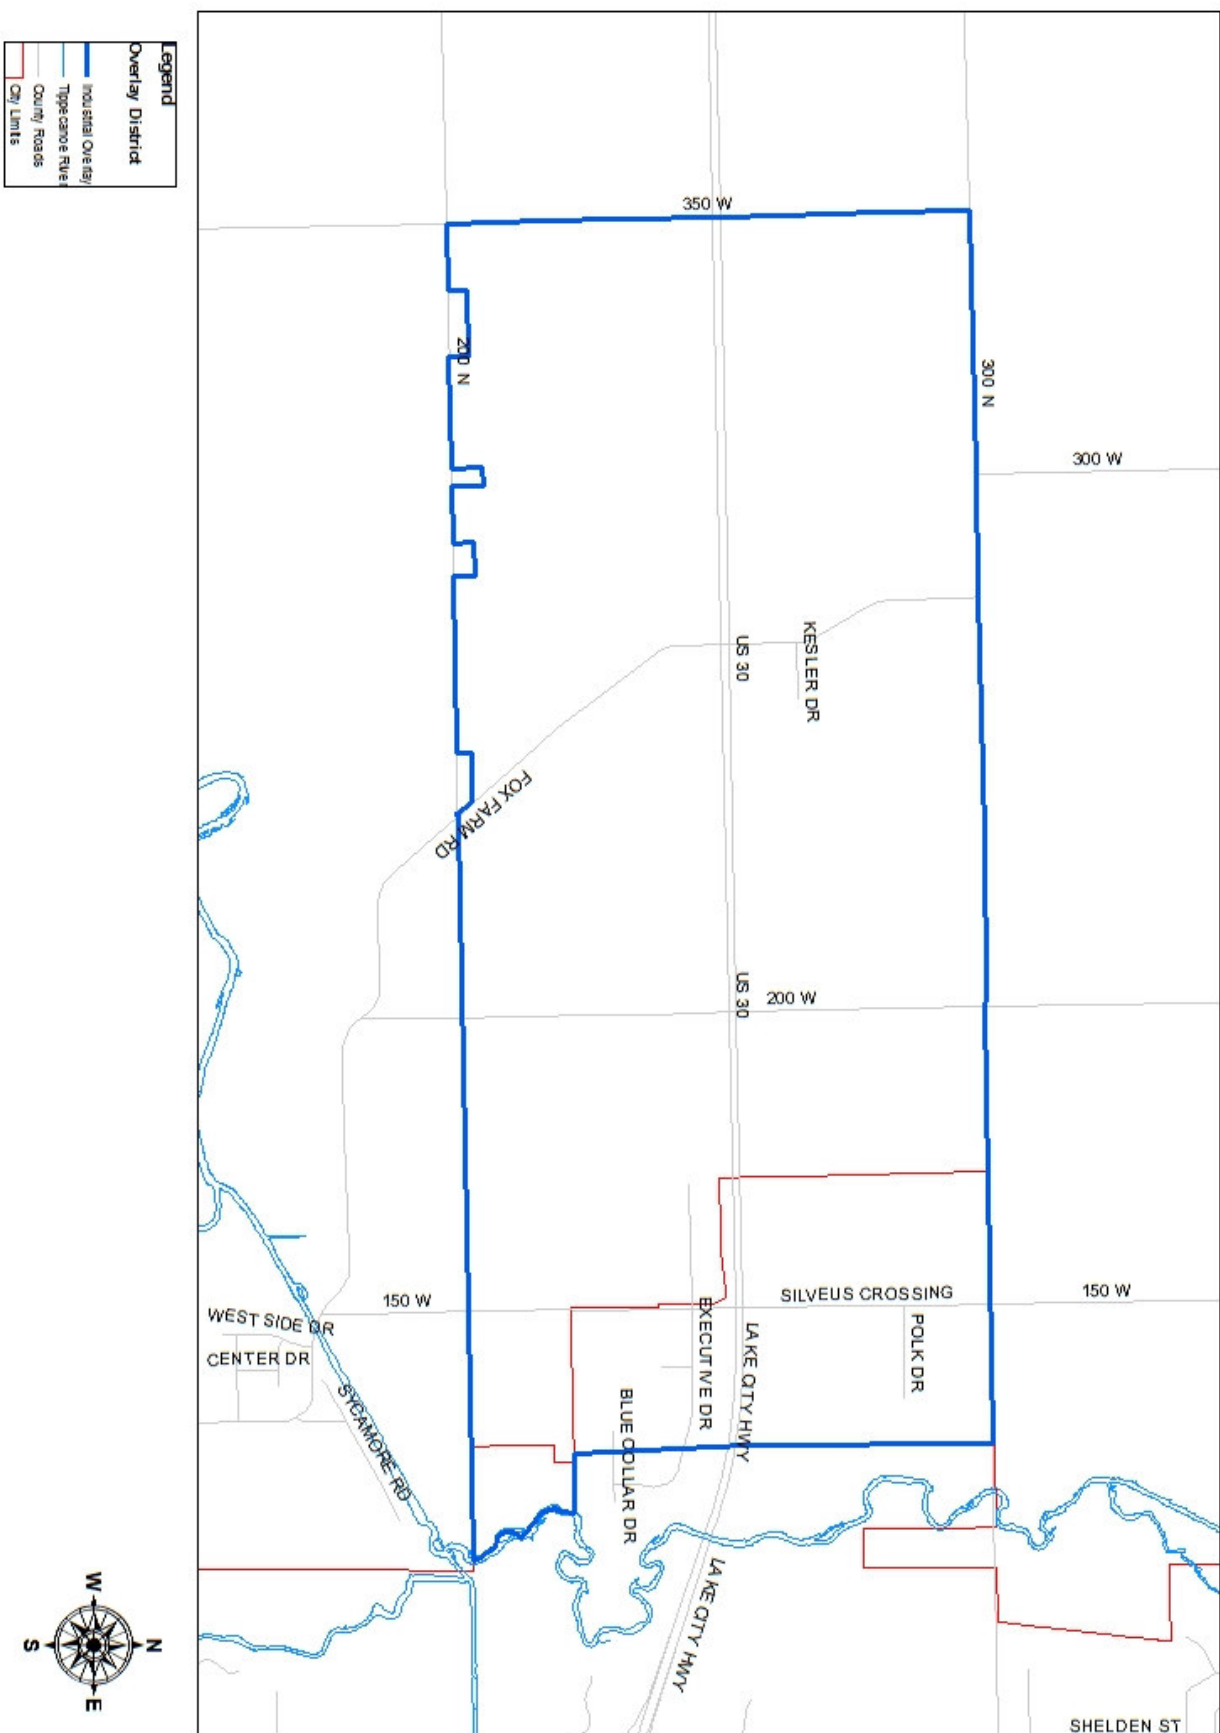 Legend
Overlay District
Industrial Overlay
Tippecanoe River
County Roads
City Limits
350 W
200 N
300 N
300 W
KESLER DR
US 30
FOX FARM RD
US 30
200 W
150 W
SILVEUS CROSSING
150 W
WEST SIDE DR
CENTER DR
EXECUTIVE DR
LAKE CITY HWY
POLK DR
SYCAMORE RD
BLUE COLLAR DR
LAKE CITY HWY
SHELDEN ST
N
W
E
S